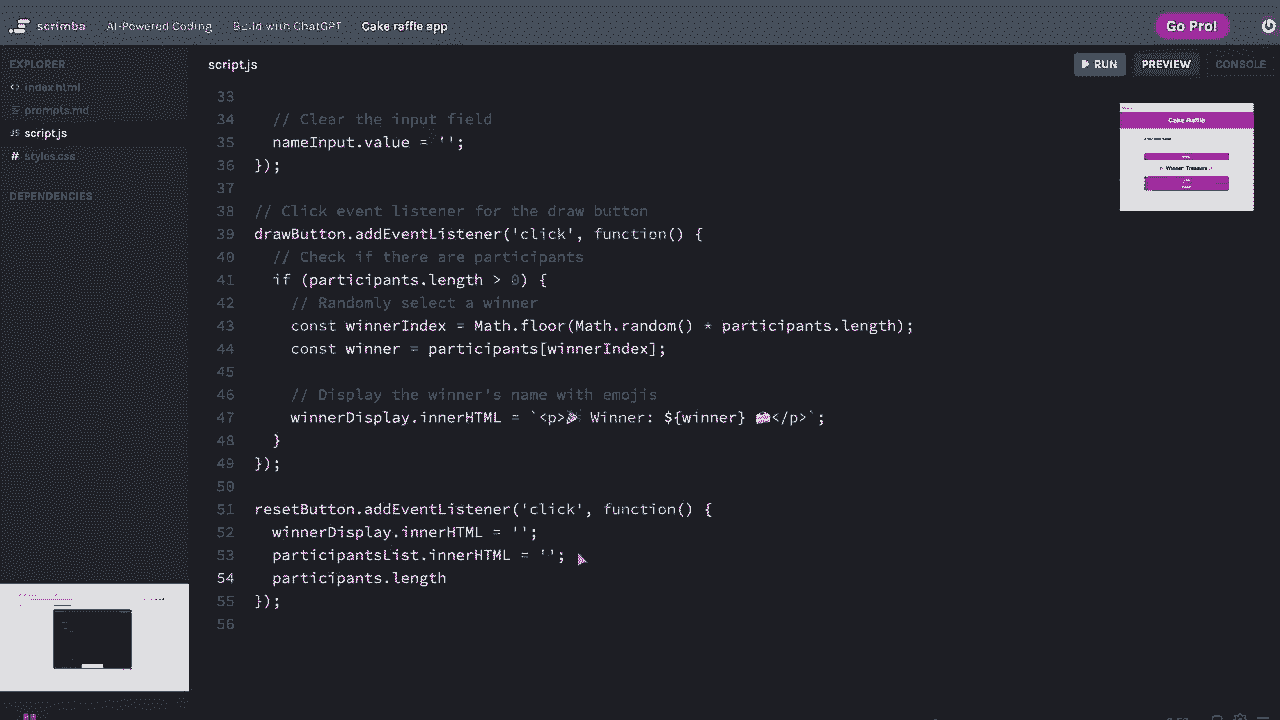 scrimba AI-Powered Coding Build with ChatGPT Cake raffle app Go Pro!
EXPLORER
script.js
RUN
PREVIEW
CONSOLE
index.html
prompts.md
script.js
styles.css
DEPENDENCIES
Cake Raffle
33
34 // Clear the input field
35 nameInput.value = '';
36 });
37
38 // Click event listener for the draw button
39 drawButton.addEventListener('click', function() {
40 // Check if there are participants
41 if (participants.length > 0) {
42 // Randomly select a winner
43 const winnerIndex = Math.floor(Math.random() * participants.length);
44 const winner = participants[winnerIndex];
45
46 // Display the winner's name with emojis
47 winnerDisplay.innerHTML = `<p>🎉 Winner: ${winner} 🍰</p>`;
48 }
49 });
50
51 resetButton.addEventListener('click', function() {
52 winnerDisplay.innerHTML = '';
53 participantsList.innerHTML = '';
54 participants.length
55 });
56